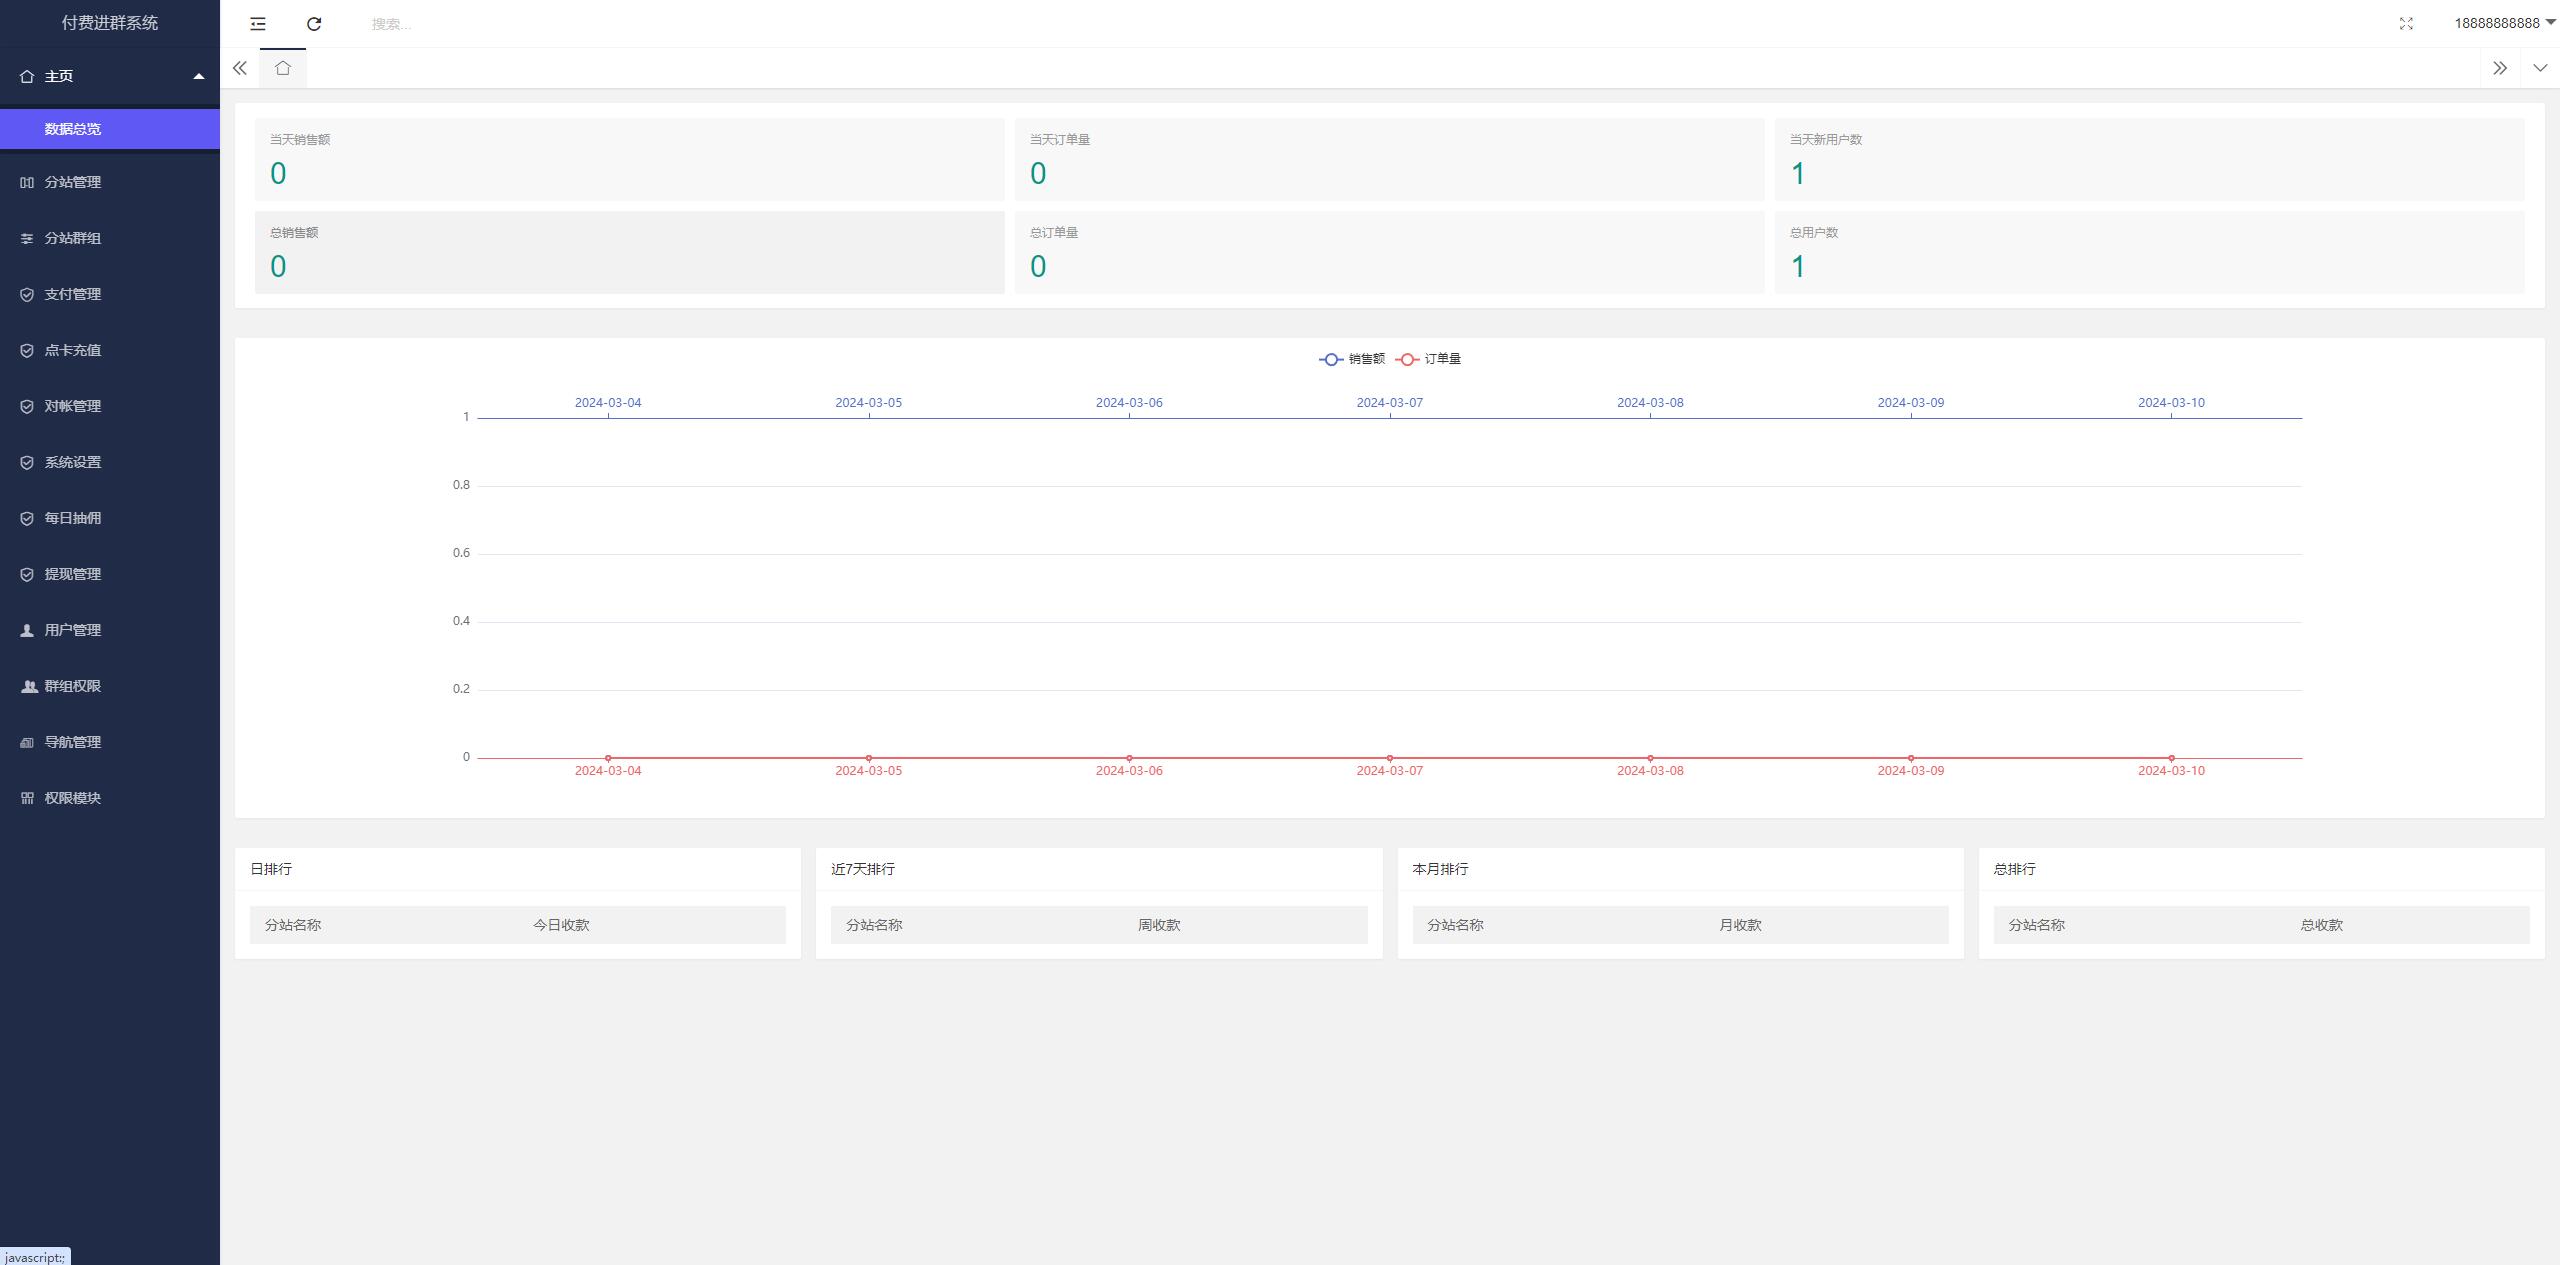 付费进群系统
搜索...
18888888888
主页
数据总览
分站管理
分站群组
支付管理
点卡充值
对帐管理
系统设置
每日抽佣
提现管理
用户管理
群组权限
导航管理
权限模块
当天销售额
0
当天订单量
0
当天新用户数
1
总销售额
0
总订单量
0
总用户数
1
销售额 订单量
2024-03-04 2024-03-05 2024-03-06 2024-03-07 2024-03-08 2024-03-09 2024-03-10
1
0.8
0.6
0.4
0.2
0
2024-03-04 2024-03-05 2024-03-06 2024-03-07 2024-03-08 2024-03-09 2024-03-10
日排行
分站名称 今日收款
近7天排行
分站名称 周收款
本月排行
分站名称 月收款
总排行
分站名称 总收款
javascript:;